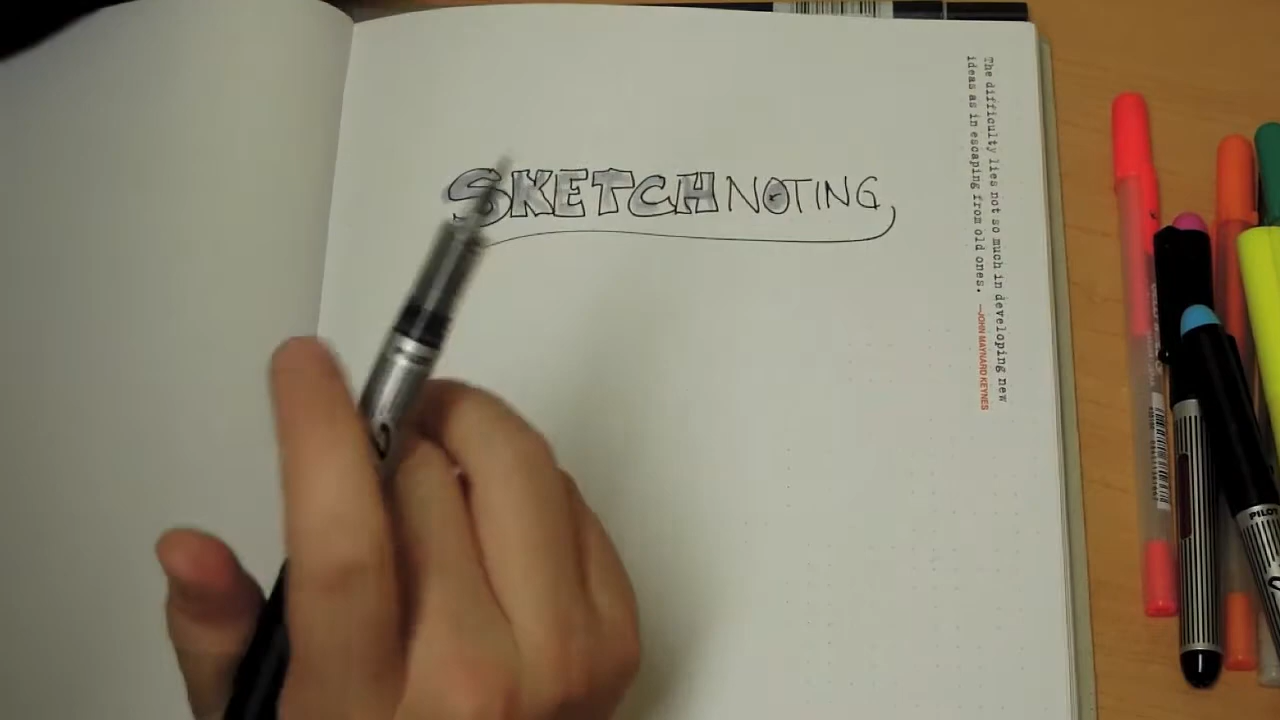 SKETCHNOTING
The difficulty lies not so much in developing new
ideas as in escaping from old ones. —JOHN MAYNARD KEYNES
PILOT